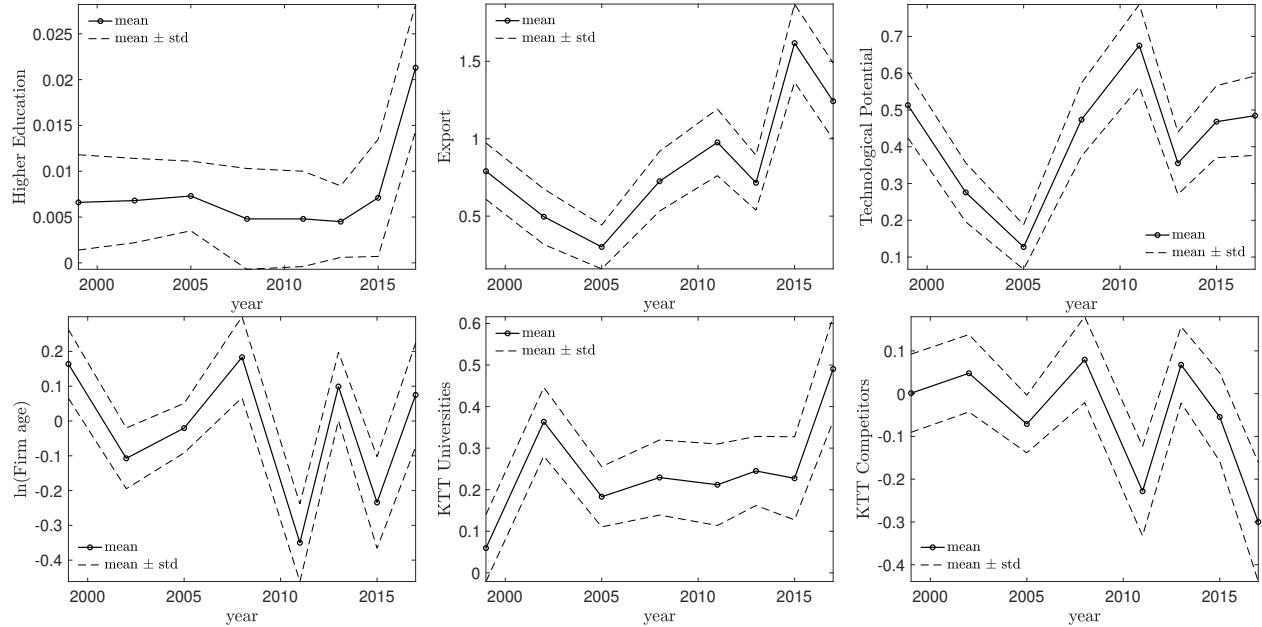 0.025
0.02
0.015
0.01
0.005
0
Higher Education
mean
mean ± std
2000 2005 2010 2015
year
1.5
1
0.5
Export
mean
mean ± std
2000 2005 2010 2015
year
0.7
0.6
0.5
0.4
0.3
0.2
0.1
Technological Potential
mean
mean ± std
2000 2005 2010 2015
year
0.2
0.1
0
-0.1
-0.2
-0.3
-0.4
ln(Firm age)
mean
mean ± std
2000 2005 2010 2015
year
0.6
0.5
0.4
0.3
0.2
0.1
0
KTT Universities
mean
mean ± std
2000 2005 2010 2015
year
0.1
0
-0.1
-0.2
-0.3
-0.4
KTT Competitors
mean
mean ± std
2000 2005 2010 2015
year